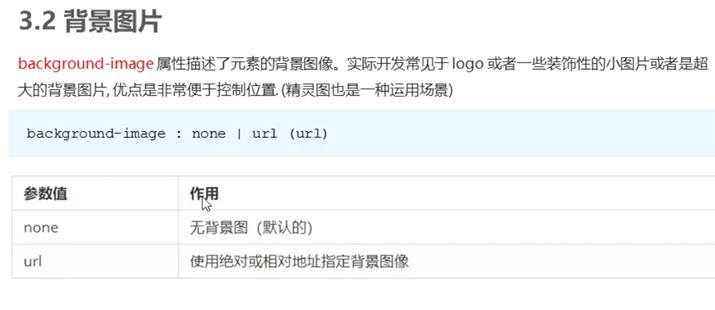 3.2 背景图片
background-image 属性描述了元素的背景图像。实际开发常见于 logo 或者一些装饰性的小图片或者是超
大的背景图片, 优点是非常便于控制位置. (精灵图也是一种运用场景)
background-image : none | url (url)
参数值 作用
none 无背景图（默认的）
url 使用绝对或相对地址指定背景图像